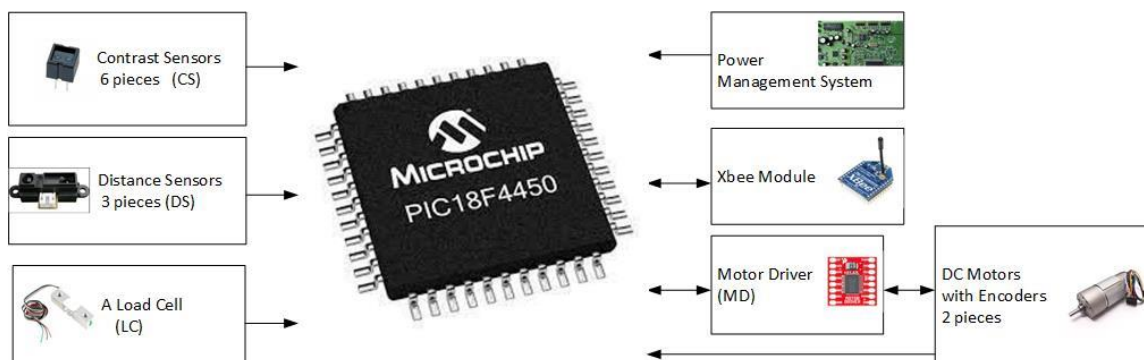 Contrast Sensors
6 pieces (CS)
Distance Sensors
3 pieces (DS)
A Load Cell
(LC)
MICROCHIP
PIC18F4450
Power
Management System
Xbee Module
Motor Driver
(MD)
DC Motors
with Encoders
2 pieces